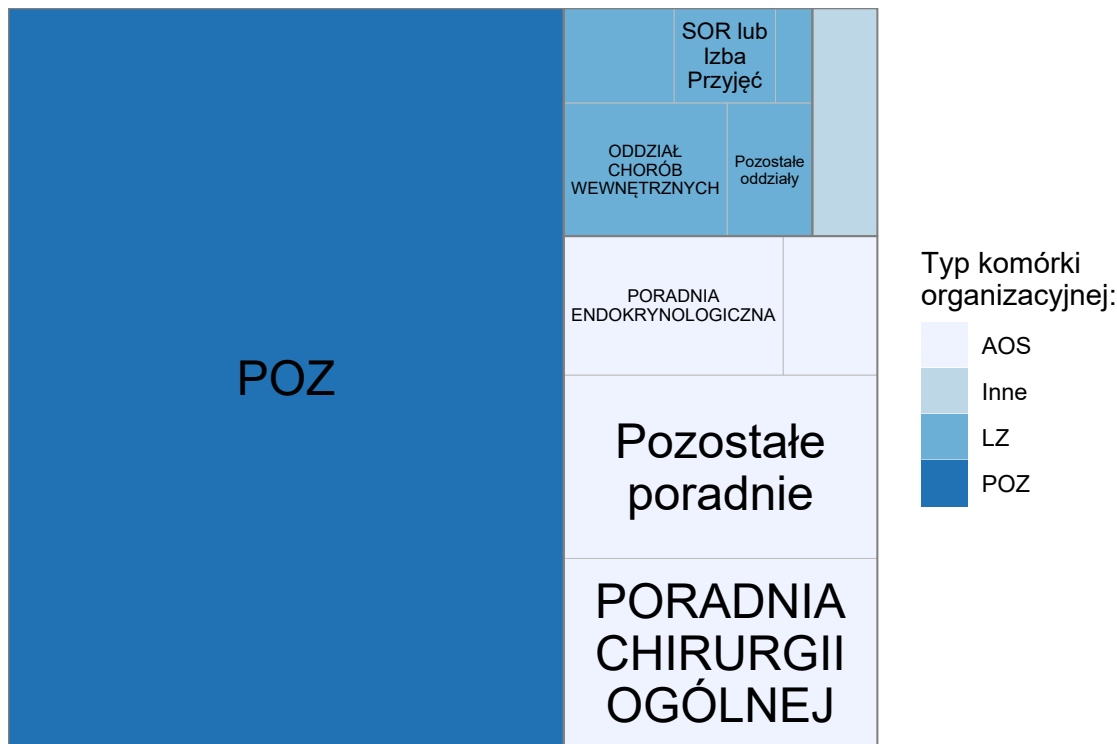 POZ
SOR lub
Izba
Przyjęć
ODDZIAŁ
CHORÓB
WEWNĘTRZNYCH
Pozostałe
oddziały
PORADNIA
ENDOKRYNOLOGICZNA
Pozostałe
poradnie
PORADNIA
CHIRURGII
OGÓLNEJ
Typ komórki
organizacyjnej:
AOS
Inne
LZ
POZ